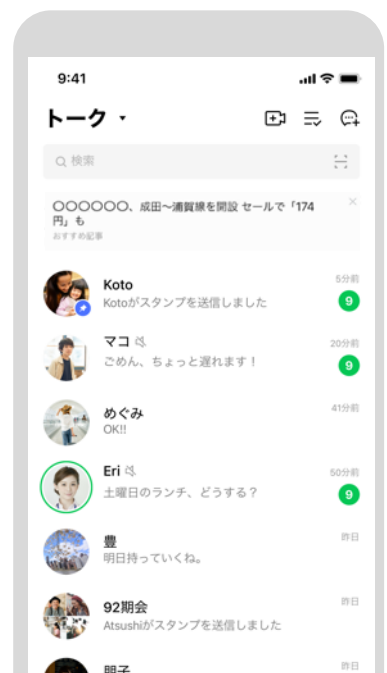 9:41
トーク
検索
〇〇〇〇〇〇、成田〜浦賀線を開設 セールで「174
円」も
おすすめ記事
Koto
5分前
Kotoがスタンプを送信しました
9
マコ
20分前
ごめん、ちょっと遅れます！
9
めぐみ
41分前
OK!!
Eri
50分前
土曜日のランチ、どうする？
9
豊
昨日
明日持っていくね。
92期会
昨日
Atsushiがスタンプを送信しました
朋子
昨日